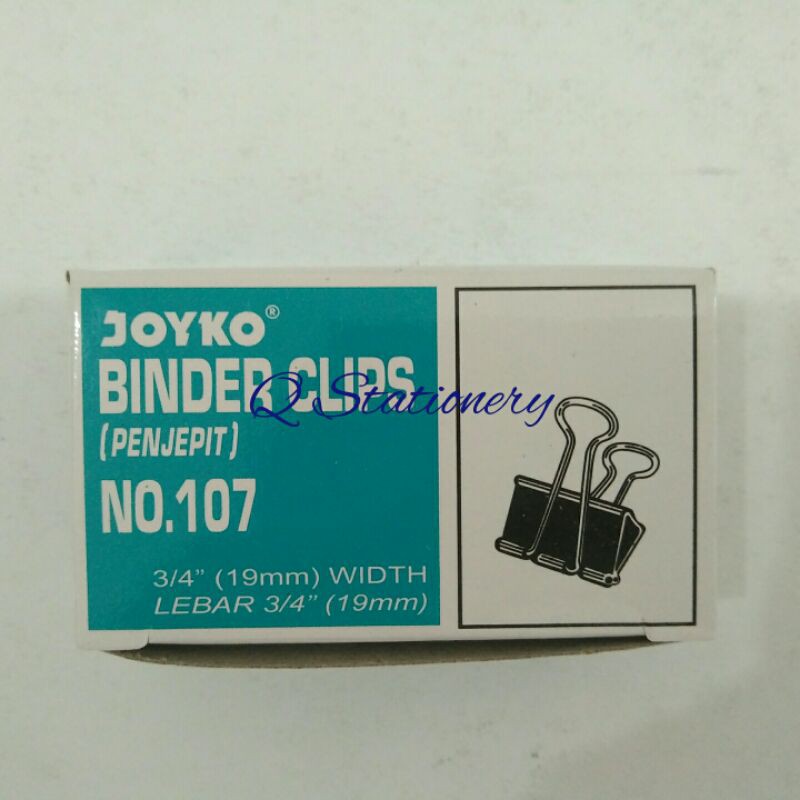 JOYKO®
BINDER CLIPS
(PENJEPIT)
NO.107
3/4" (19mm) WIDTH
LEBAR 3/4" (19mm)
Q Stationery